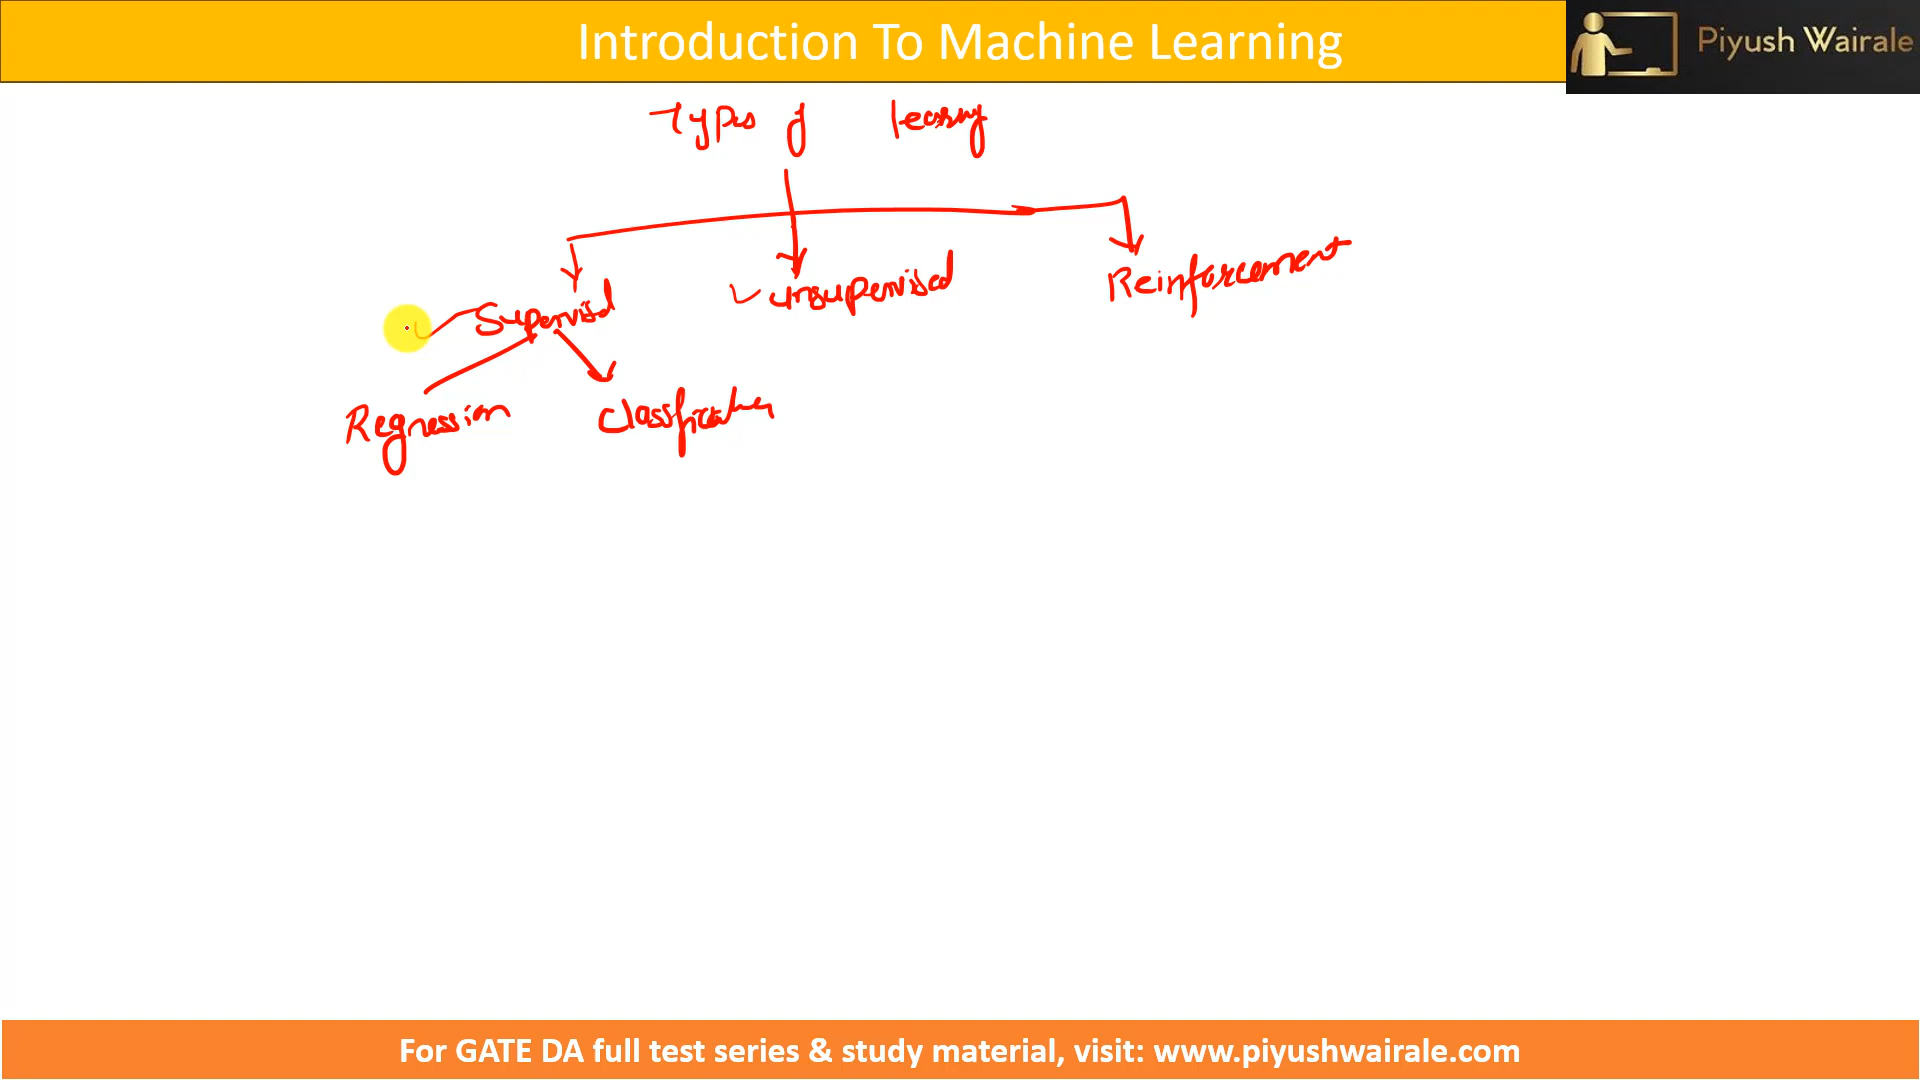 Introduction To Machine Learning
Piyush Wairale
Types of learning
Supervised
Unsupervised
Reinforcement
Regression
Classification
For GATE DA full test series & study material, visit: www.piyushwairale.com